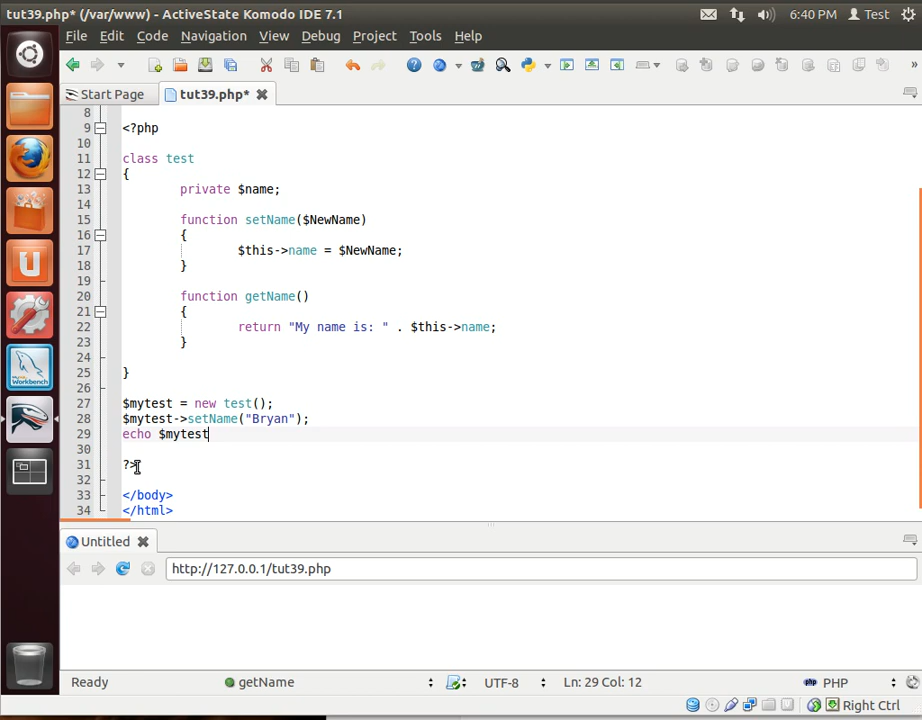 tut39.php* (/var/www) - ActiveState Komodo IDE 7.1
6:40 PM Test
File Edit Code Navigation View Debug Project Tools Help
Start Page tut39.php*
8
9 <?php
10
11 class test
12 {
13 private $name;
14
15 function setName($NewName)
16 {
17 $this->name = $NewName;
18 }
19
20 function getName()
21 {
22 return "My name is: " . $this->name;
23 }
24
25 }
26
27 $mytest = new test();
28 $mytest->setName("Bryan");
29 echo $mytest
30
31 ?>
32
33 </body>
34 </html>
Untitled
http://127.0.0.1/tut39.php
Ready getName UTF-8 Ln: 29 Col: 12 PHP
Right Ctrl